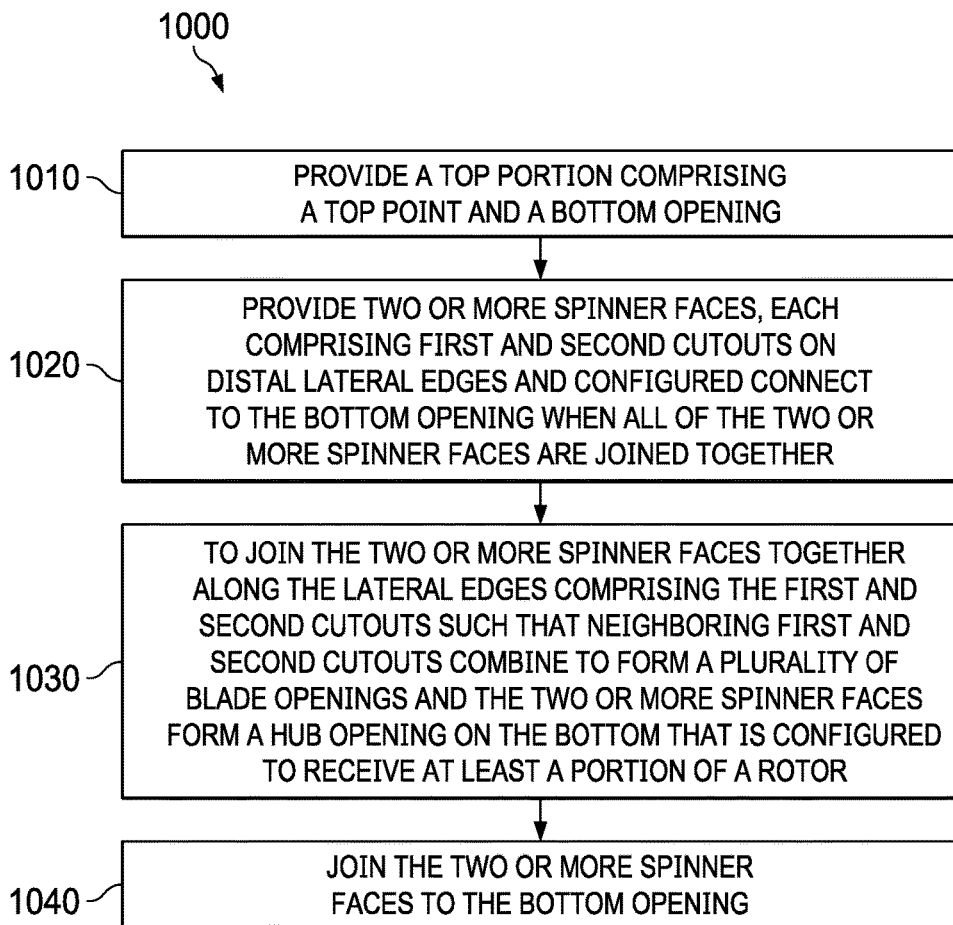 1000
1010
PROVIDE A TOP PORTION COMPRISING
A TOP POINT AND A BOTTOM OPENING
1020
PROVIDE TWO OR MORE SPINNER FACES, EACH
COMPRISING FIRST AND SECOND CUTOUTS ON
DISTAL LATERAL EDGES AND CONFIGURED CONNECT
TO THE BOTTOM OPENING WHEN ALL OF THE TWO OR
MORE SPINNER FACES ARE JOINED TOGETHER
1030
TO JOIN THE TWO OR MORE SPINNER FACES TOGETHER
ALONG THE LATERAL EDGES COMPRISING THE FIRST AND
SECOND CUTOUTS SUCH THAT NEIGHBORING FIRST AND
SECOND CUTOUTS COMBINE TO FORM A PLURALITY OF
BLADE OPENINGS AND THE TWO OR MORE SPINNER FACES
FORM A HUB OPENING ON THE BOTTOM THAT IS CONFIGURED
TO RECEIVE AT LEAST A PORTION OF A ROTOR
1040
JOIN THE TWO OR MORE SPINNER
FACES TO THE BOTTOM OPENING